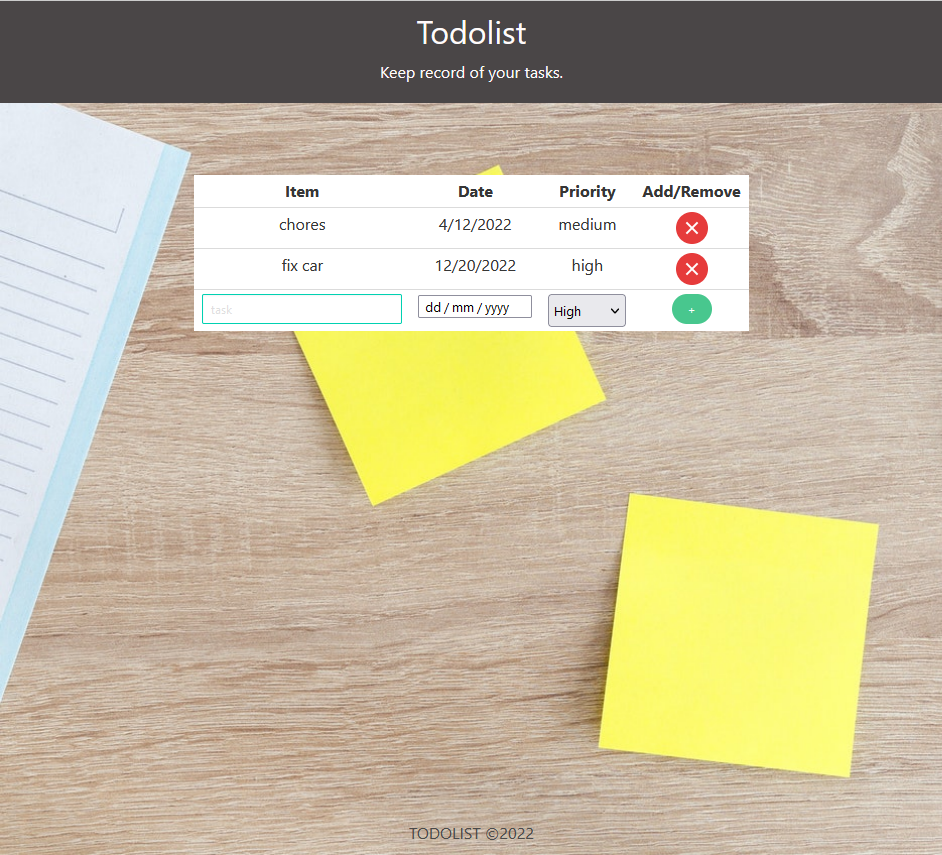 Todolist
Keep record of your tasks.
Item Date Priority Add/Remove
chores 4/12/2022 medium
fix car 12/20/2022 high
task dd / mm / yyyy High +
TODOLIST ©2022